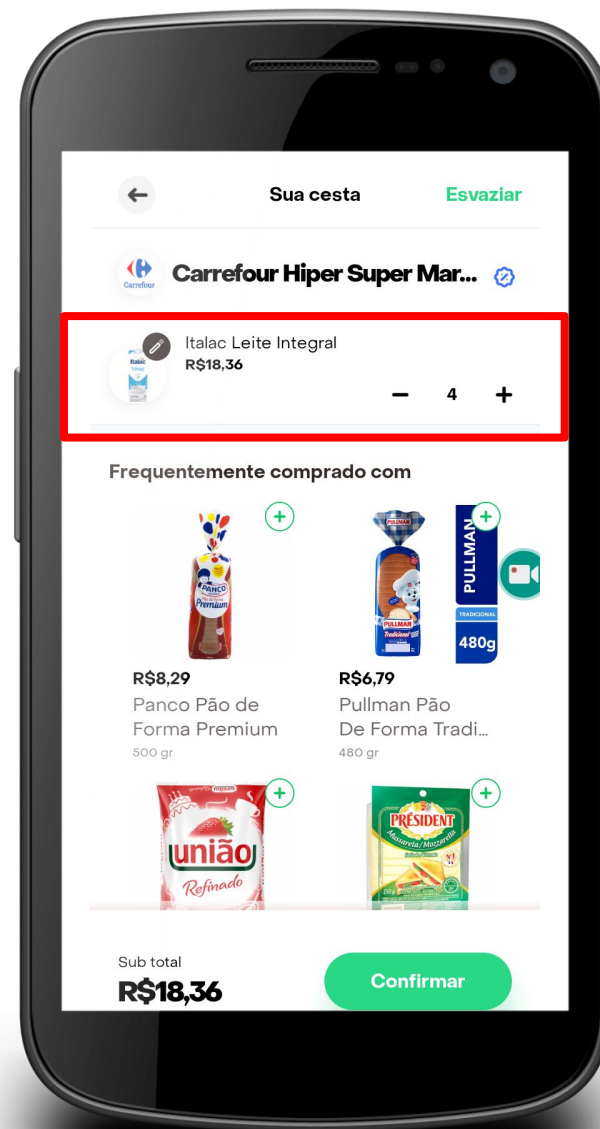 Sua cesta
Esvaziar
Carrefour
Carrefour Hiper Super Mar...
Italac
Italac Leite Integral
R$18,36
4
Frequentemente comprado com
PANCO
Premium
PULLMAN
PULLMAN
Tradicional
PULLMAN
TRADICIONAL
480g
R$8,29
R$6,79
Panco Pão de
Forma Premium
Pullman Pão
De Forma Tradi...
500 gr
480 gr
união
Refinado
PRÉSIDENT
Mussarela/Mozzarella
Sub total
R$18,36
Confirmar